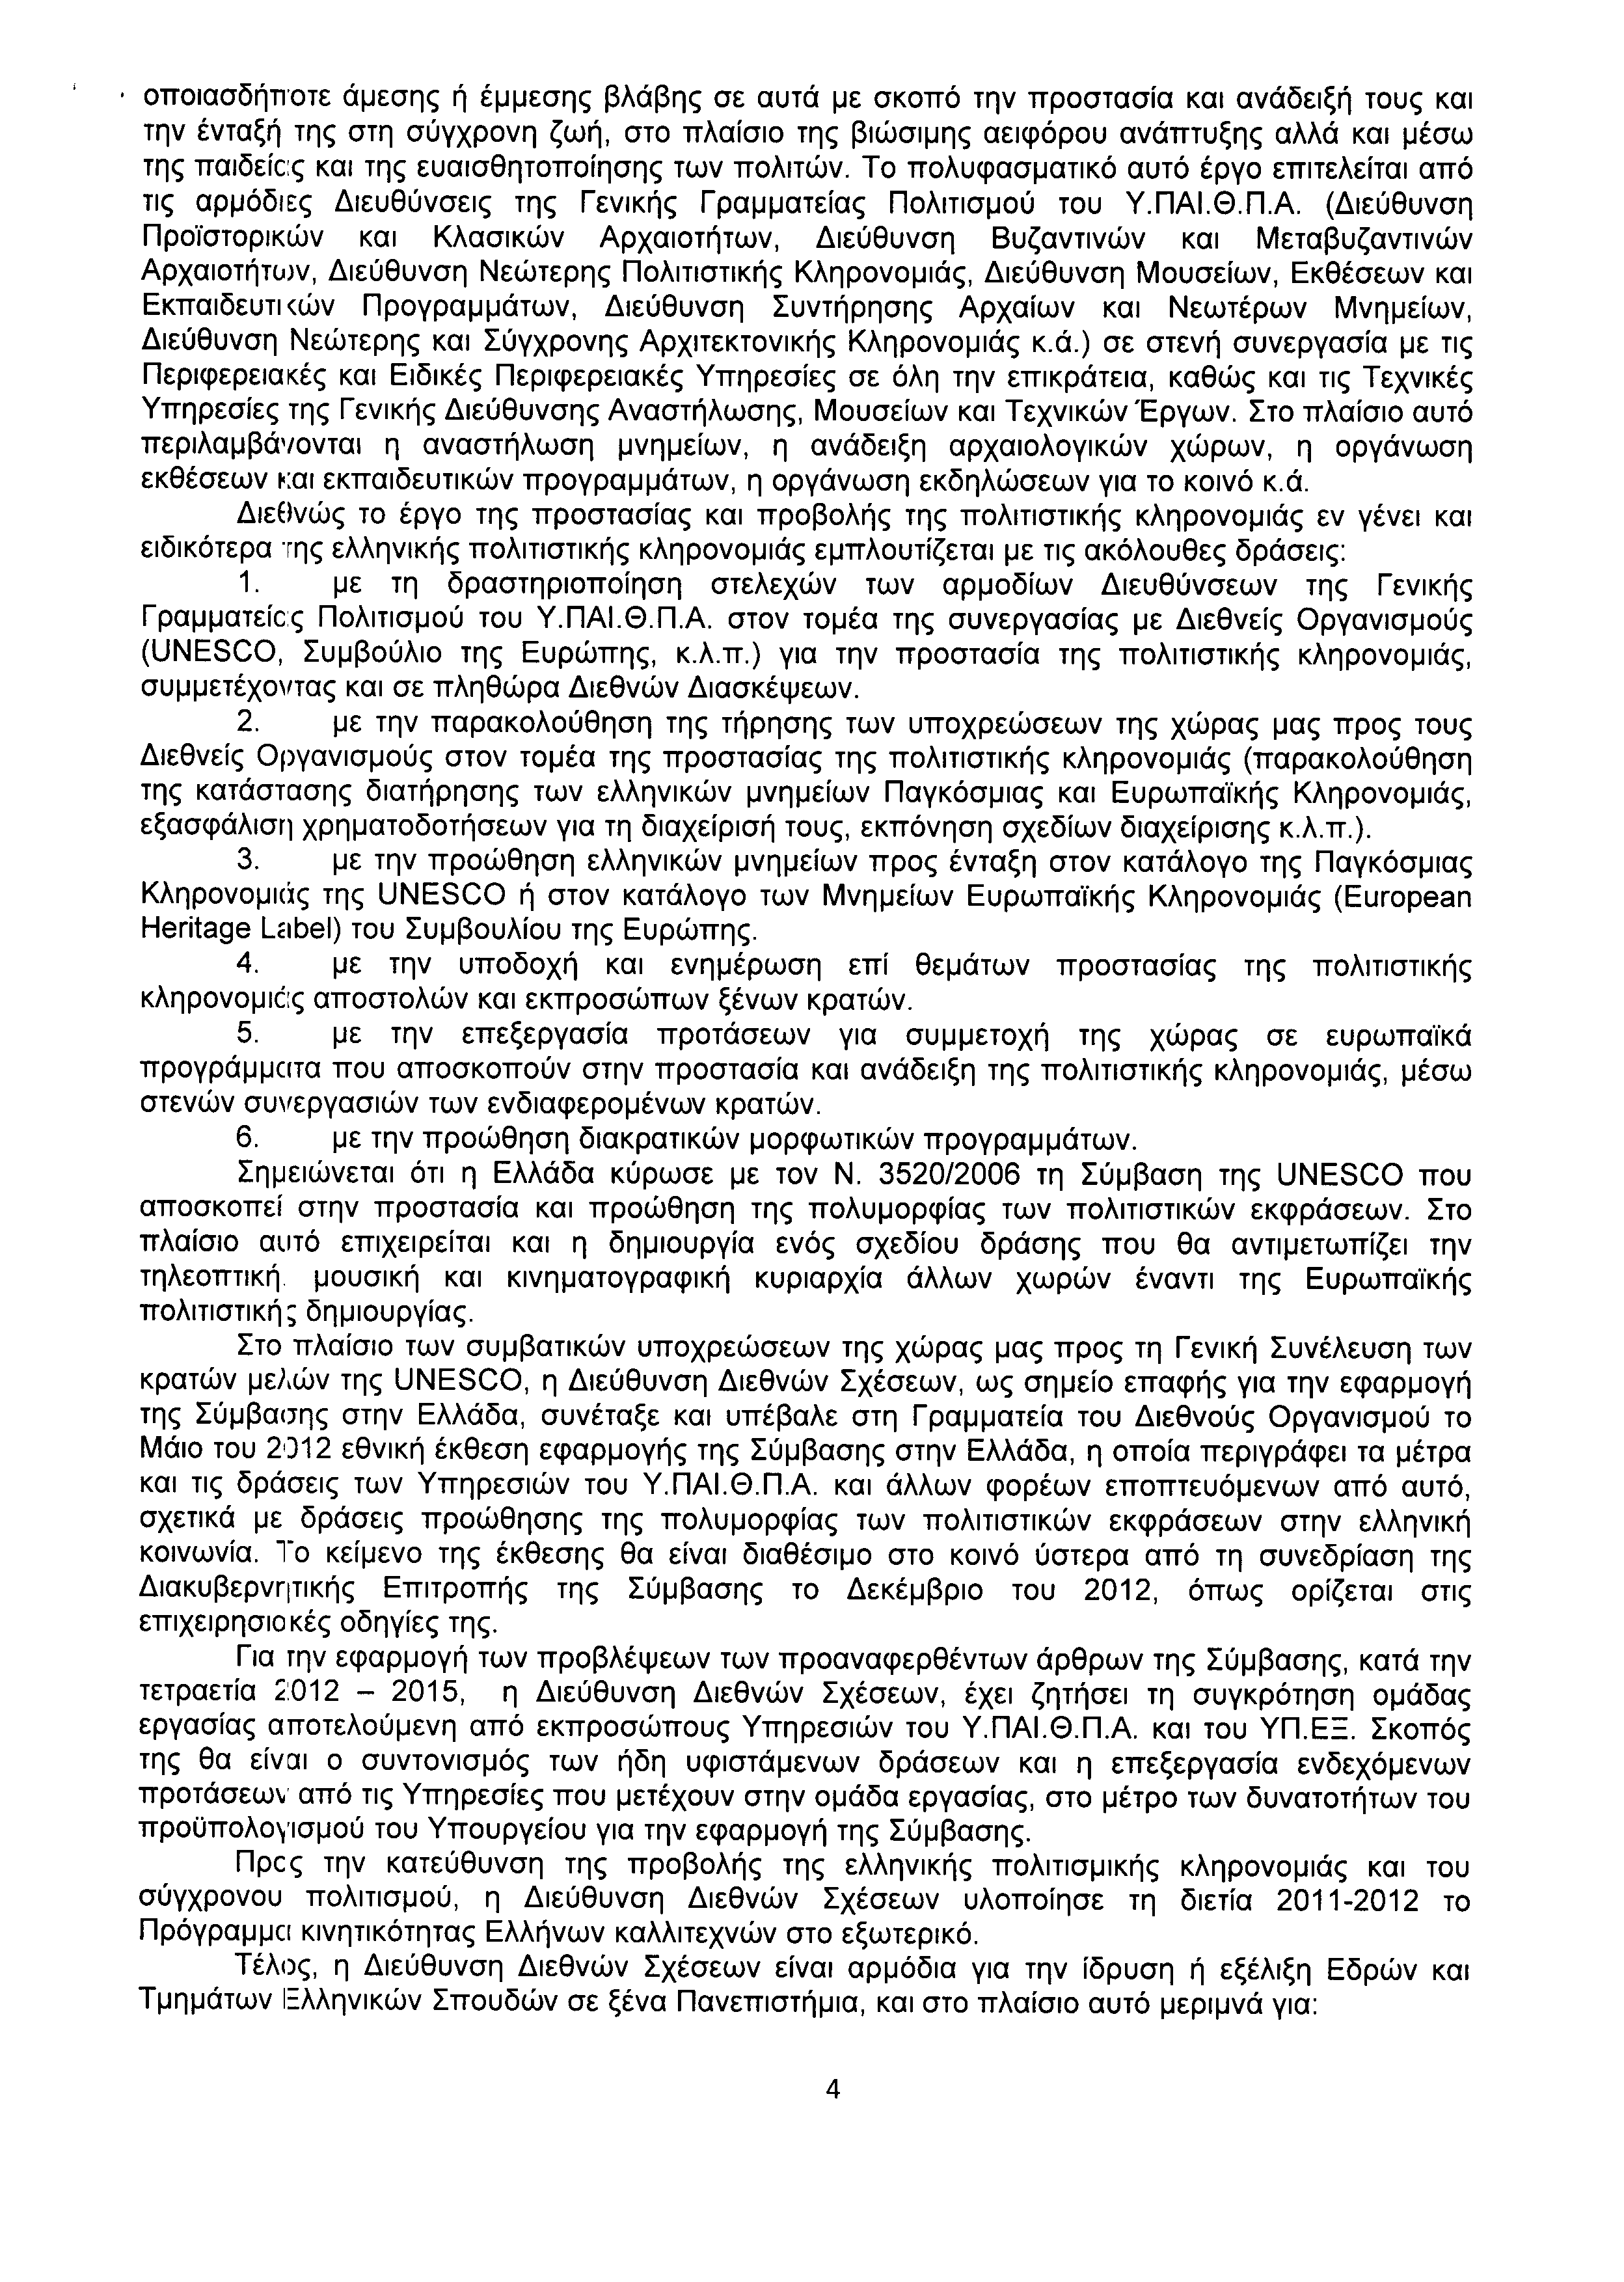 οποιασδήποτε άμεσης ή έμμεσης βλάβης σε αυτά με σκοπό την προστασία και ανάδειξή τους και
την ένταξή της στη σύγχρονη ζωή, στο πλαίσιο της βιώσιμης αειφόρου ανάπτυξης αλλά και μέσω
της παιδείας και της ευαισθητοποίησης των πολιτών. Το πολυφασματικό αυτό έργο επιτελείται από
τις αρμόδιες Διευθύνσεις της Γενικής Γραμματείας Πολιτισμού του Υ.ΠΑΙ.Θ.Π.Α. (Διεύθυνση
Προϊστορικών και Κλασικών Αρχαιοτήτων, Διεύθυνση Βυζαντινών και Μεταβυζαντινών
Αρχαιοτήτων, Διεύθυνση Νεώτερης Πολιτιστικής Κληρονομιάς, Διεύθυνση Μουσείων, Εκθέσεων και
Εκπαιδευτικών Προγραμμάτων, Διεύθυνση Συντήρησης Αρχαίων και Νεωτέρων Μνημείων,
Διεύθυνση Νεώτερης και Σύγχρονης Αρχιτεκτονικής Κληρονομιάς κ.ά.) σε στενή συνεργασία με τις
Περιφερειακές και Ειδικές Περιφερειακές Υπηρεσίες σε όλη την επικράτεια, καθώς και τις Τεχνικές
Υπηρεσίες της Γενικής Διεύθυνσης Αναστήλωσης, Μουσείων και Τεχνικών Έργων. Στο πλαίσιο αυτό
περιλαμβάνονται η αναστήλωση μνημείων, η ανάδειξη αρχαιολογικών χώρων, η οργάνωση
εκθέσεων και εκπαιδευτικών προγραμμάτων, η οργάνωση εκδηλώσεων για το κοινό κ.ά.
Διεθνώς το έργο της προστασίας και προβολής της πολιτιστικής κληρονομιάς εν γένει και
ειδικότερα της ελληνικής πολιτιστικής κληρονομιάς εμπλουτίζεται με τις ακόλουθες δράσεις:
1. με τη δραστηριοποίηση στελεχών των αρμοδίων Διευθύνσεων της Γενικής
Γραμματείας Πολιτισμού του Υ.ΠΑΙ.Θ.Π.Α. στον τομέα της συνεργασίας με Διεθνείς Οργανισμούς
(UNESCO, Συμβούλιο της Ευρώπης, κ.λ.π.) για την προστασία της πολιτιστικής κληρονομιάς,
συμμετέχοντας και σε πληθώρα Διεθνών Διασκέψεων.
2. με την παρακολούθηση της τήρησης των υποχρεώσεων της χώρας μας προς τους
Διεθνείς Οργανισμούς στον τομέα της προστασίας της πολιτιστικής κληρονομιάς (παρακολούθηση
της κατάστασης διατήρησης των ελληνικών μνημείων Παγκόσμιας και Ευρωπαϊκής Κληρονομιάς,
εξασφάλιση χρηματοδοτήσεων για τη διαχείρισή τους, εκπόνηση σχεδίων διαχείρισης κ.λ.π.).
3. με την προώθηση ελληνικών μνημείων προς ένταξη στον κατάλογο της Παγκόσμιας
Κληρονομιάς της UNESCO ή στον κατάλογο των Μνημείων Ευρωπαϊκής Κληρονομιάς (European
Heritage Label) του Συμβουλίου της Ευρώπης.
4. με την υποδοχή και ενημέρωση επί θεμάτων προστασίας της πολιτιστικής
κληρονομιάς αποστολών και εκπροσώπων ξένων κρατών.
5. με την επεξεργασία προτάσεων για συμμετοχή της χώρας σε ευρωπαϊκά
προγράμματα που αποσκοπούν στην προστασία και ανάδειξη της πολιτιστικής κληρονομιάς, μέσω
στενών συνεργασιών των ενδιαφερομένων κρατών.
6. με την προώθηση διακρατικών μορφωτικών προγραμμάτων.
Σημειώνεται ότι η Ελλάδα κύρωσε με τον Ν. 3520/2006 τη Σύμβαση της UNESCO που
αποσκοπεί στην προστασία και προώθηση της πολυμορφίας των πολιτιστικών εκφράσεων. Στο
πλαίσιο αυτό επιχειρείται και η δημιουργία ενός σχεδίου δράσης που θα αντιμετωπίζει την
τηλεοπτική, μουσική και κινηματογραφική κυριαρχία άλλων χωρών έναντι της Ευρωπαϊκής
πολιτιστικής δημιουργίας.
Στο πλαίσιο των συμβατικών υποχρεώσεων της χώρας μας προς τη Γενική Συνέλευση των
κρατών μελών της UNESCO, η Διεύθυνση Διεθνών Σχέσεων, ως σημείο επαφής για την εφαρμογή
της Σύμβασης στην Ελλάδα, συνέταξε και υπέβαλε στη Γραμματεία του Διεθνούς Οργανισμού το
Μάιο του 2012 εθνική έκθεση εφαρμογής της Σύμβασης στην Ελλάδα, η οποία περιγράφει τα μέτρα
και τις δράσεις των Υπηρεσιών του Υ.ΠΑΙ.Θ.Π.Α. και άλλων φορέων εποπτευόμενων από αυτό,
σχετικά με δράσεις προώθησης της πολυμορφίας των πολιτιστικών εκφράσεων στην ελληνική
κοινωνία. Το κείμενο της έκθεσης θα είναι διαθέσιμο στο κοινό ύστερα από τη συνεδρίαση της
Διακυβερνητικής Επιτροπής της Σύμβασης το Δεκέμβριο του 2012, όπως ορίζεται στις
επιχειρησιακές οδηγίες της.
Για την εφαρμογή των προβλέψεων των προαναφερθέντων άρθρων της Σύμβασης, κατά την
τετραετία 2012 – 2015, η Διεύθυνση Διεθνών Σχέσεων, έχει ζητήσει τη συγκρότηση ομάδας
εργασίας αποτελούμενη από εκπροσώπους Υπηρεσιών του Υ.ΠΑΙ.Θ.Π.Α. και του ΥΠ.ΕΞ. Σκοπός
της θα είναι ο συντονισμός των ήδη υφιστάμενων δράσεων και η επεξεργασία ενδεχόμενων
προτάσεων από τις Υπηρεσίες που μετέχουν στην ομάδα εργασίας, στο μέτρο των δυνατοτήτων του
προϋπολογισμού του Υπουργείου για την εφαρμογή της Σύμβασης.
Προς την κατεύθυνση της προβολής της ελληνικής πολιτισμικής κληρονομιάς και του
σύγχρονου πολιτισμού, η Διεύθυνση Διεθνών Σχέσεων υλοποίησε τη διετία 2011-2012 το
Πρόγραμμα κινητικότητας Ελλήνων καλλιτεχνών στο εξωτερικό.
Τέλος, η Διεύθυνση Διεθνών Σχέσεων είναι αρμόδια για την ίδρυση ή εξέλιξη Εδρών και
Τμημάτων Ελληνικών Σπουδών σε ξένα Πανεπιστήμια, και στο πλαίσιο αυτό μεριμνά για:
4